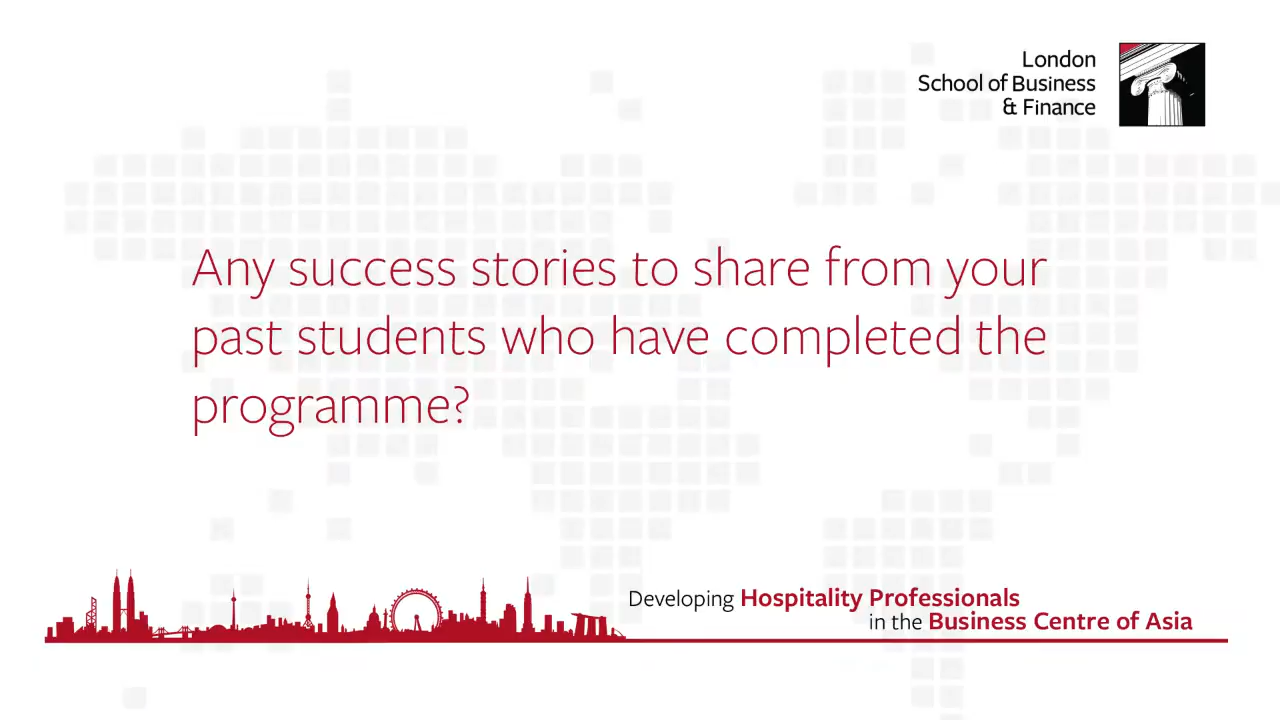 London
School of Business
& Finance
Any success stories to share from your
past students who have completed the
programme?
Developing Hospitality Professionals
in the Business Centre of Asia